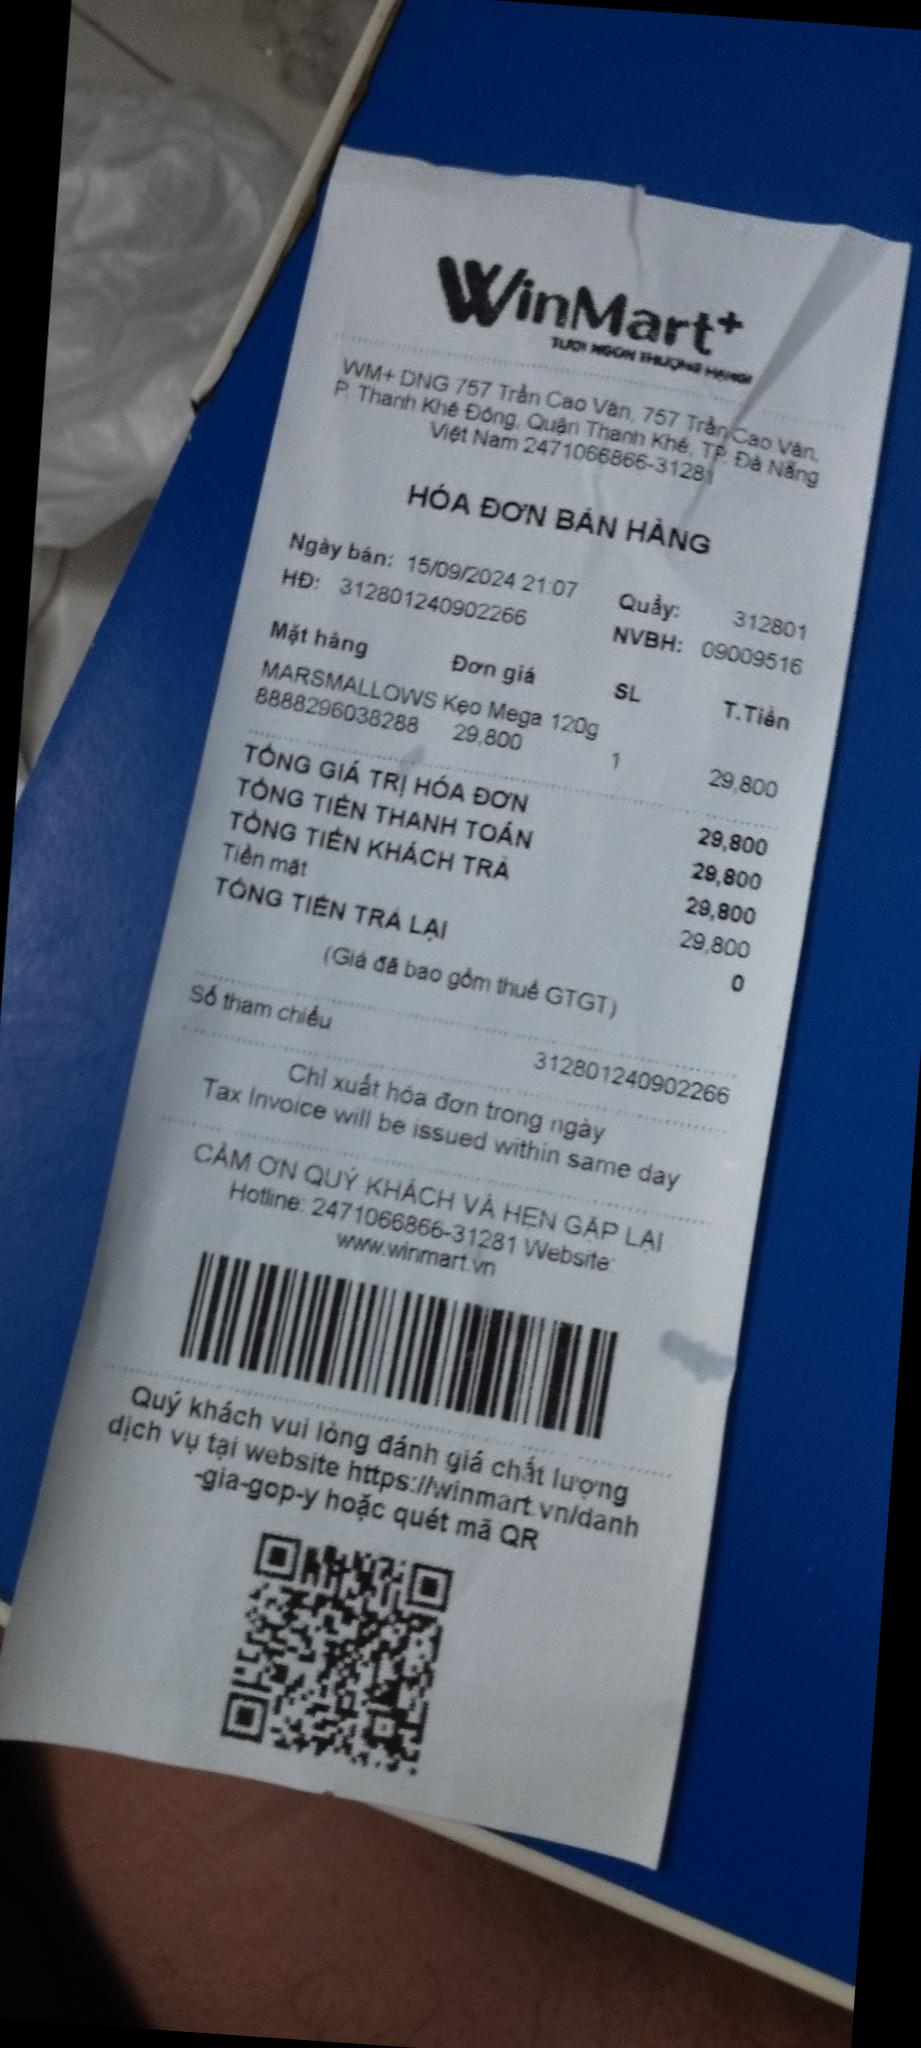 WinMart+
TƯƠI NGON THƯỢNG HẠNG!
WM+ DNG 757 Trần Cao Vân, 757 Trần Cao Vân,
P. Thanh Khê Đông, Quận Thanh Khê, TP. Đà Nẵng
Việt Nam 2471066866-31281
HÓA ĐƠN BÁN HÀNG
Ngày bán: 15/09/2024 21:07 Quầy: 312801
HĐ: 312801240902266 NVBH: 09009516
Mặt hàng Đơn giá SL T.Tiền
MARSMALLOWS Kẹo Mega 120g
8888296038288 29,800 1 29,800
TỔNG GIÁ TRỊ HÓA ĐƠN 29,800
TỔNG TIỀN THANH TOÁN 29,800
TỔNG TIỀN KHÁCH TRẢ 29,800
Tiền mặt 29,800
TỔNG TIỀN TRẢ LẠI 0
(Giá đã bao gồm thuế GTGT)
Số tham chiếu 312801240902266
Chỉ xuất hóa đơn trong ngày
Tax Invoice will be issued within same day
CẢM ƠN QUÝ KHÁCH VÀ HẸN GẶP LẠI
Hotline: 2471066866-31281 Website:
www.winmart.vn
Quý khách vui lòng đánh giá chất lượng
dịch vụ tại website https://winmart.vn/danh
-gia-gop-y hoặc quét mã QR